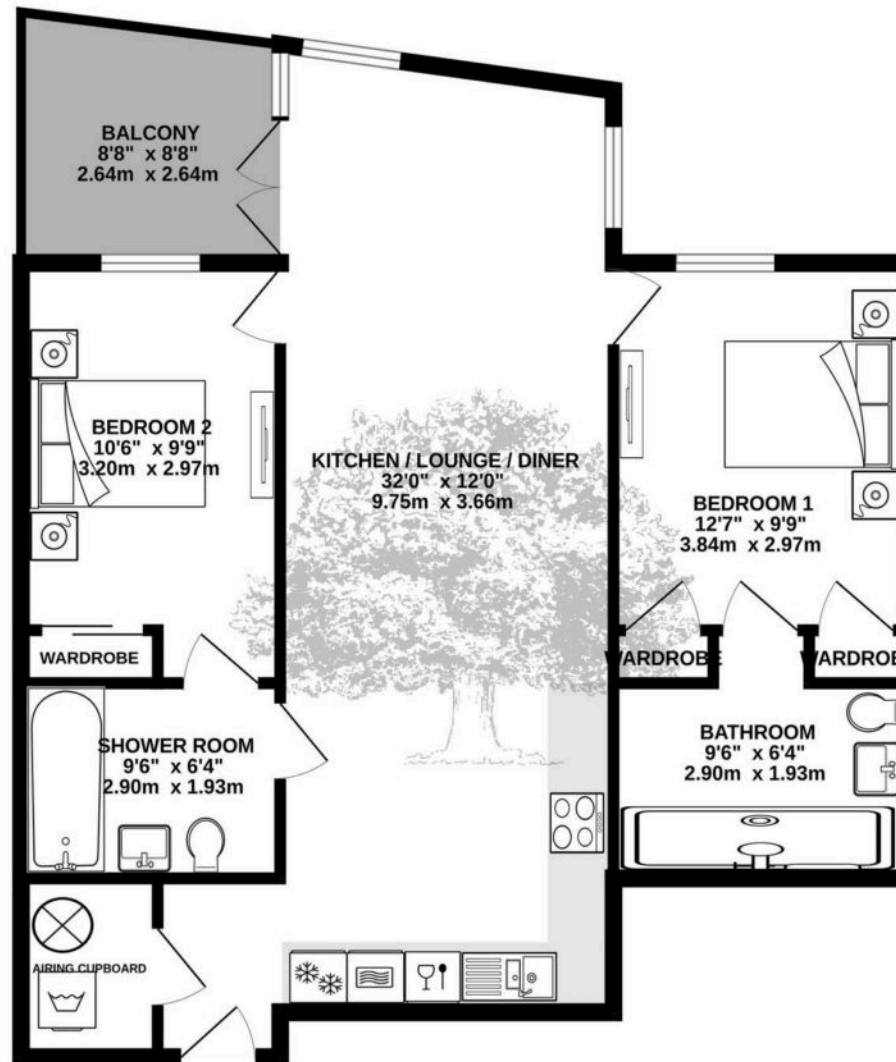 BALCONY
8'8" x 8'8"
2.64m x 2.64m
BEDROOM 2
10'6" x 9'9"
3.20m x 2.97m
KITCHEN / LOUNGE / DINER
32'0" x 12'0"
9.75m x 3.66m
BEDROOM 1
12'7" x 9'9"
3.84m x 2.97m
WARDROBE
WARDROBE
WARDROBE
SHOWER ROOM
9'6" x 6'4"
2.90m x 1.93m
BATHROOM
9'6" x 6'4"
2.90m x 1.93m
AIRING CUPBOARD